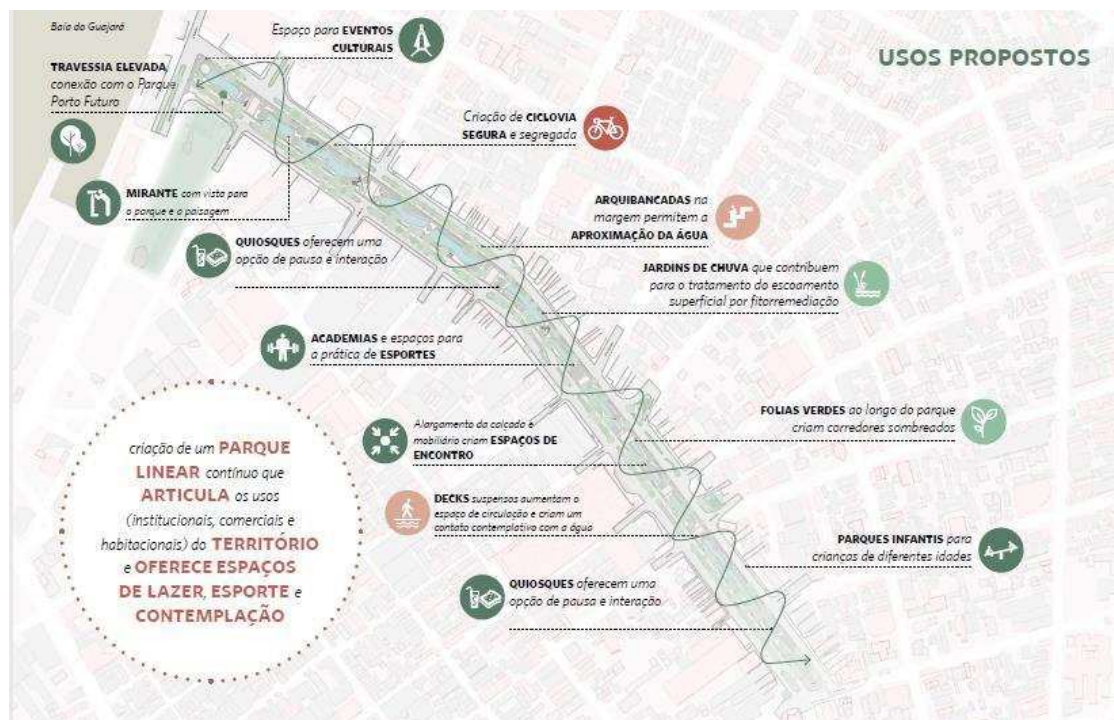 Baía do Guajará
Espaço para EVENTOS
CULTURAIS
USOS PROPOSTOS
TRAVESSIA ELEVADA
conexão com o Parque
Porto Futuro
Criação de CICLOVIA
SEGURA e segregada
MIRANTE com vista para
o parque e a paisagem
ARQUIBANCADAS na
margem permitem a
APROXIMAÇÃO DA ÁGUA
QUIOSQUES oferecem uma
opção de pausa e interação
JARDINS DE CHUVA que contribuem
para o tratamento do escoamento
superficial por fitorremediação
ACADEMIAS e espaços para
a prática de ESPORTES
FOLIAS VERDES ao longo do parque
criam corredores sombreados
Alargamento da calçada e
mobiliário criam ESPAÇOS DE
ENCONTRO
criação de um PARQUE
LINEAR contínuo que
ARTICULA os usos
(institucionais, comerciais e
habitacionais) do TERRITÓRIO
e OFERECE ESPAÇOS
DE LAZER, ESPORTE e
CONTEMPLAÇÃO
DECKS suspensos aumentam o
espaço de circulação e criam um
contato contemplativo com a água
PARQUES INFANTIS para
crianças de diferentes idades
QUIOSQUES oferecem uma
opção de pausa e interação